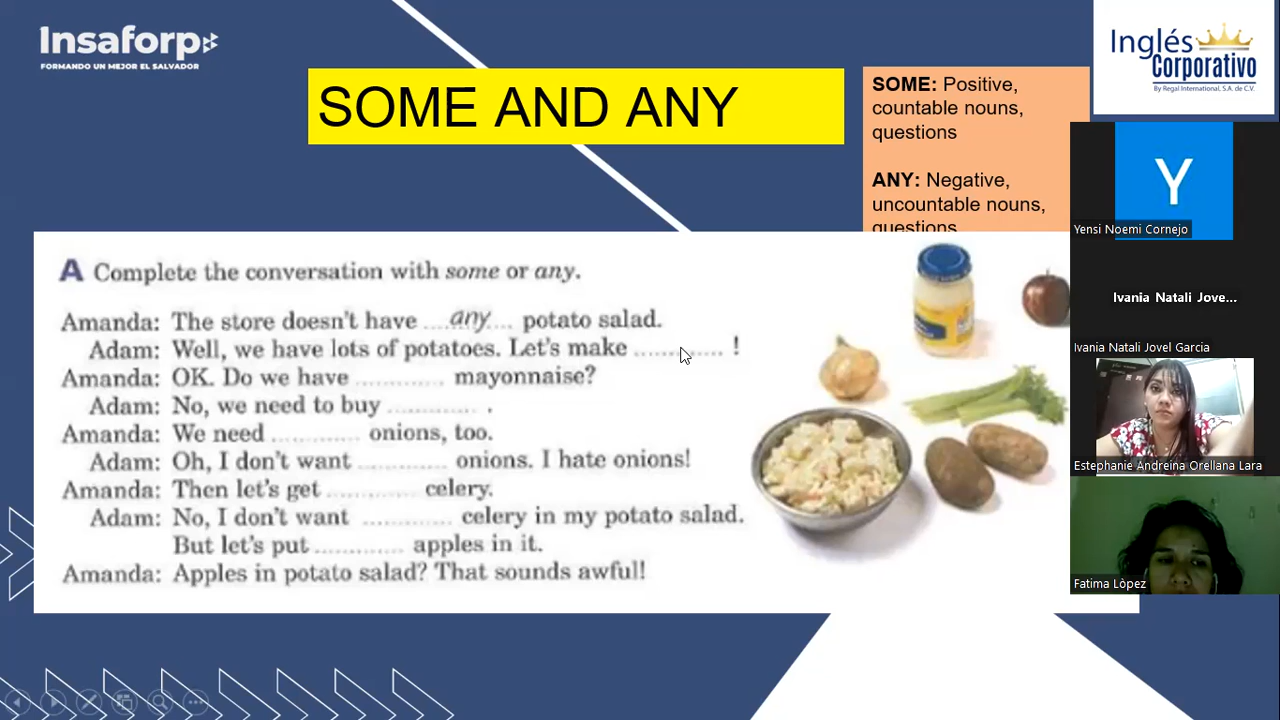 Insaforp
FORMANDO UN MEJOR EL SALVADOR
SOME AND ANY
SOME: Positive,
countable nouns,
questions
ANY: Negative,
uncountable nouns,
questions
Inglés
Corporativo
By Regal International, S.A. de C.V.
A Complete the conversation with some or any.
Amanda: The store doesn't have ....any.... potato salad.
Adam: Well, we have lots of potatoes. Let's make .............. !
Amanda: OK. Do we have .............. mayonnaise?
Adam: No, we need to buy .............. .
Amanda: We need .............. onions, too.
Adam: Oh, I don't want .............. onions. I hate onions!
Amanda: Then let's get .............. celery.
Adam: No, I don't want .............. celery in my potato salad.
But let's put .............. apples in it.
Amanda: Apples in potato salad? That sounds awful!
Y
Yensi Noemi Cornejo
Ivania Natali Jove...
Ivania Natali Jovel Garcia
Estephanie Andreina Orellana Lara
Fatima Lòpez